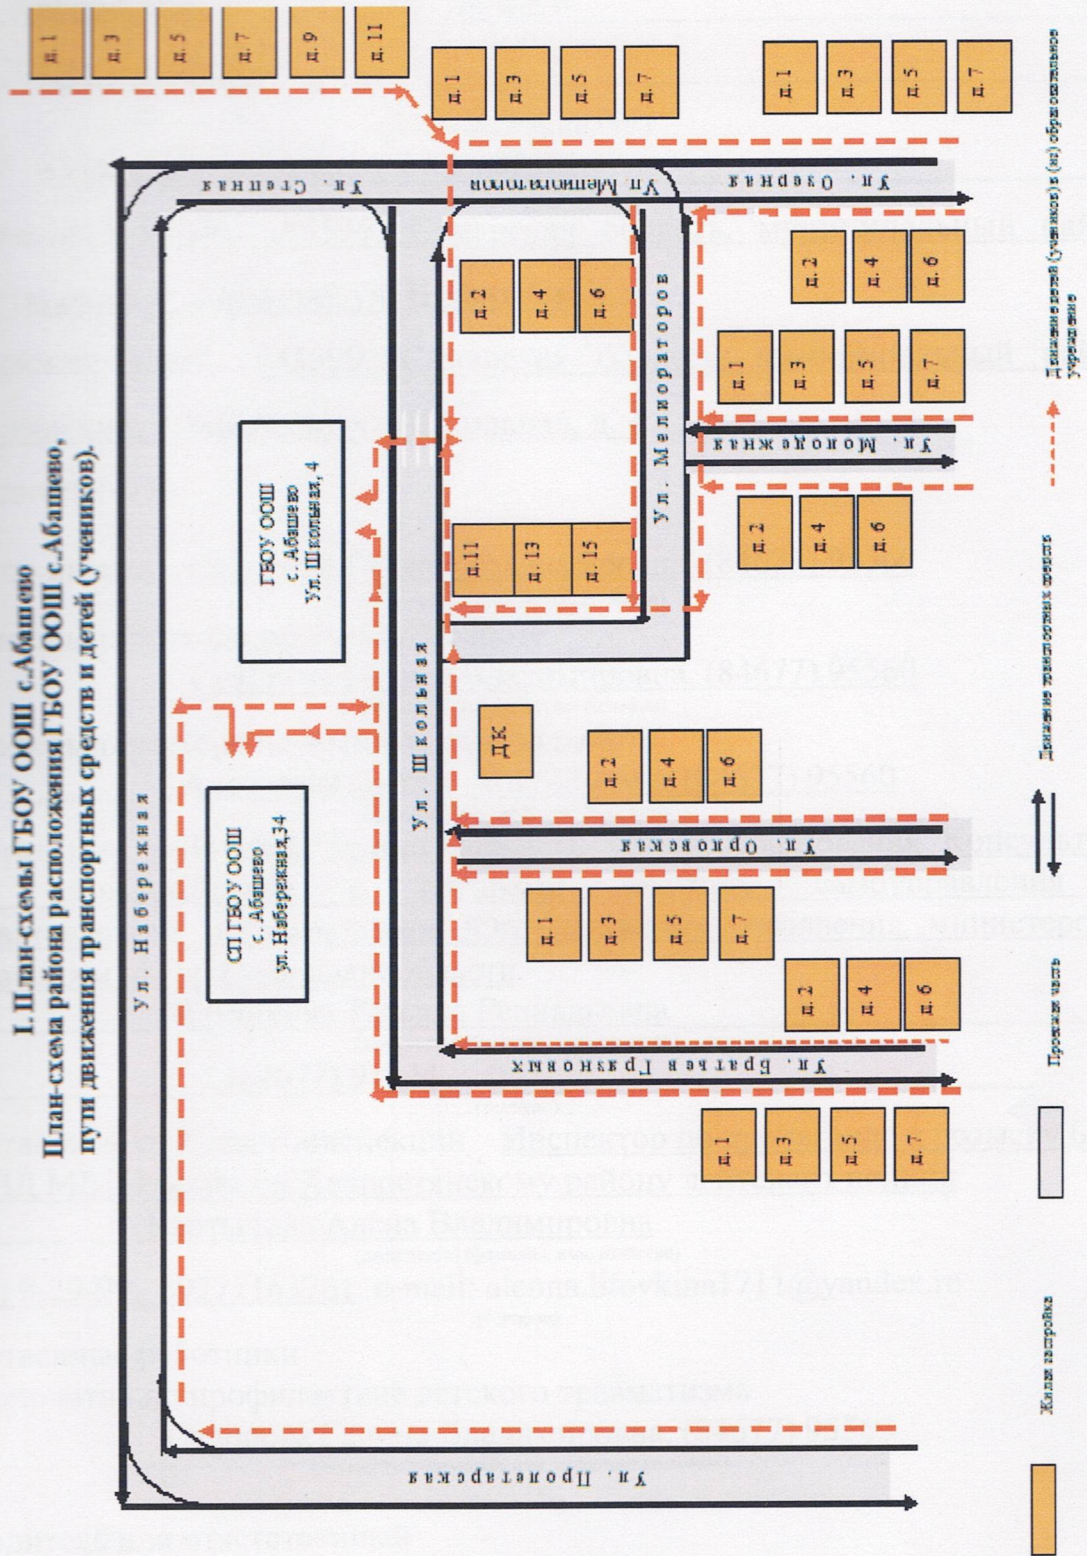 I. План-схемы ГБОУ ООШ с.Абашево
План-схема района расположения ГБОУ ООШ с.Абашево,
пути движения транспортных средств и детей (учеников).
Ул. Набережная
СП ГБОУ ООШ
с. Абашево
ул. Набережная,34
ГБОУ ООШ
с. Абашево
Ул. Школьная, 4
Ул. Школьная
Ул. Степная
Ул. Мелиораторов
Ул. Озерная
Ул. Мелиораторов
Ул. Молодежная
Ул. Орловская
Ул. Братьев Грязновых
Ул. Пролетарская
ДК
д. 1
д. 3
д. 5
д. 7
д. 9
д. 11
д. 1
д. 3
д. 5
д. 7
д. 1
д. 3
д. 5
д. 7
д. 2
д. 4
д. 6
д. 2
д. 4
д. 6
д. 1
д. 3
д. 5
д. 7
д.11
д. 13
д. 15
д. 2
д. 4
д. 6
д. 2
д. 4
д. 6
д. 1
д. 3
д. 5
д. 7
д. 2
д. 4
д. 6
д. 1
д. 3
д. 5
д. 7
Жилая застройка
Проезжая часть
Движение транспортных средств
Движение детей (учеников) в (из) образовательное
учреждение